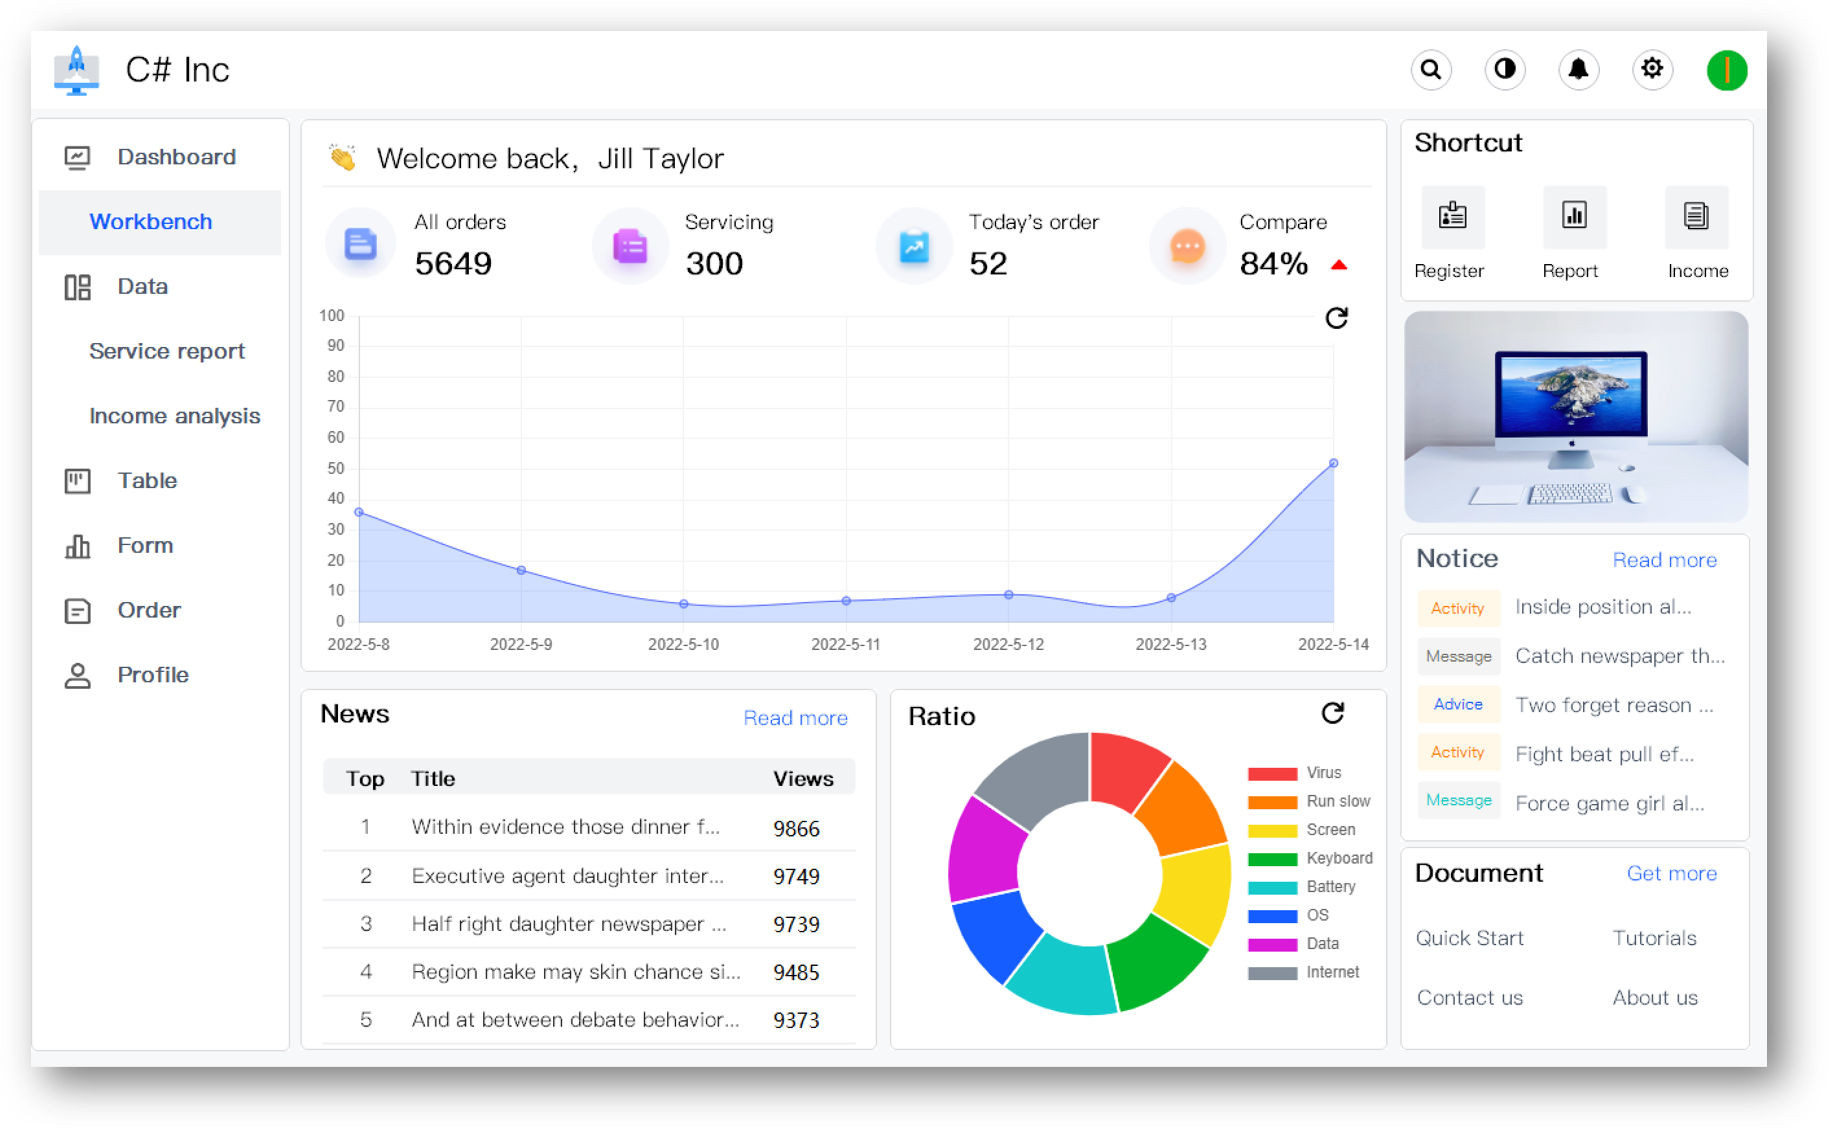 C# Inc
Dashboard
Workbench
Data
Service report
Income analysis
Table
Form
Order
Profile
Welcome back，Jill Taylor
All orders
5649
Servicing
300
Today's order
52
Compare
84%
100
90
80
70
60
50
40
30
20
10
0
2022-5-8 2022-5-9 2022-5-10 2022-5-11 2022-5-12 2022-5-13 2022-5-14
News
Read more
Top Title Views
1 Within evidence those dinner f... 9866
2 Executive agent daughter inter... 9749
3 Half right daughter newspaper ... 9739
4 Region make may skin chance si... 9485
5 And at between debate behavior... 9373
Ratio
Virus
Run slow
Screen
Keyboard
Battery
OS
Data
Internet
Shortcut
Register Report Income
Notice
Read more
Activity Inside position al...
Message Catch newspaper th...
Advice Two forget reason ...
Activity Fight beat pull ef...
Message Force game girl al...
Document
Get more
Quick Start Tutorials
Contact us About us